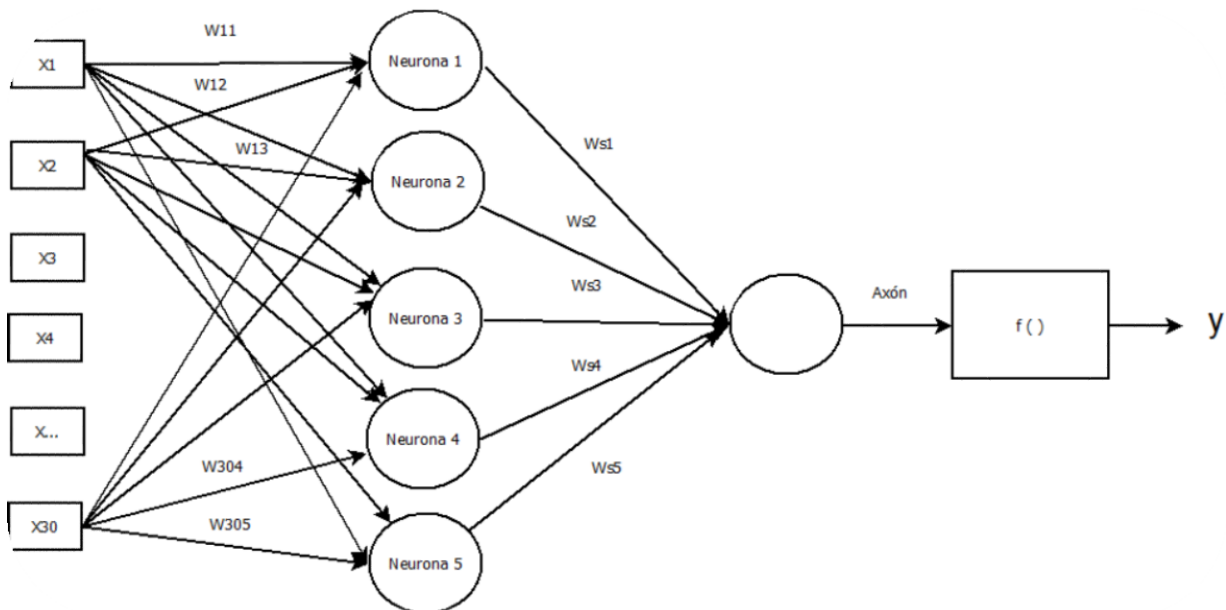 X1
X2
X3
X4
X...
X30
W11
W12
W13
W304
W305
Neurona 1
Neurona 2
Neurona 3
Neurona 4
Neurona 5
Ws1
Ws2
Ws3
Ws4
Ws5
Axón
f ( )
y